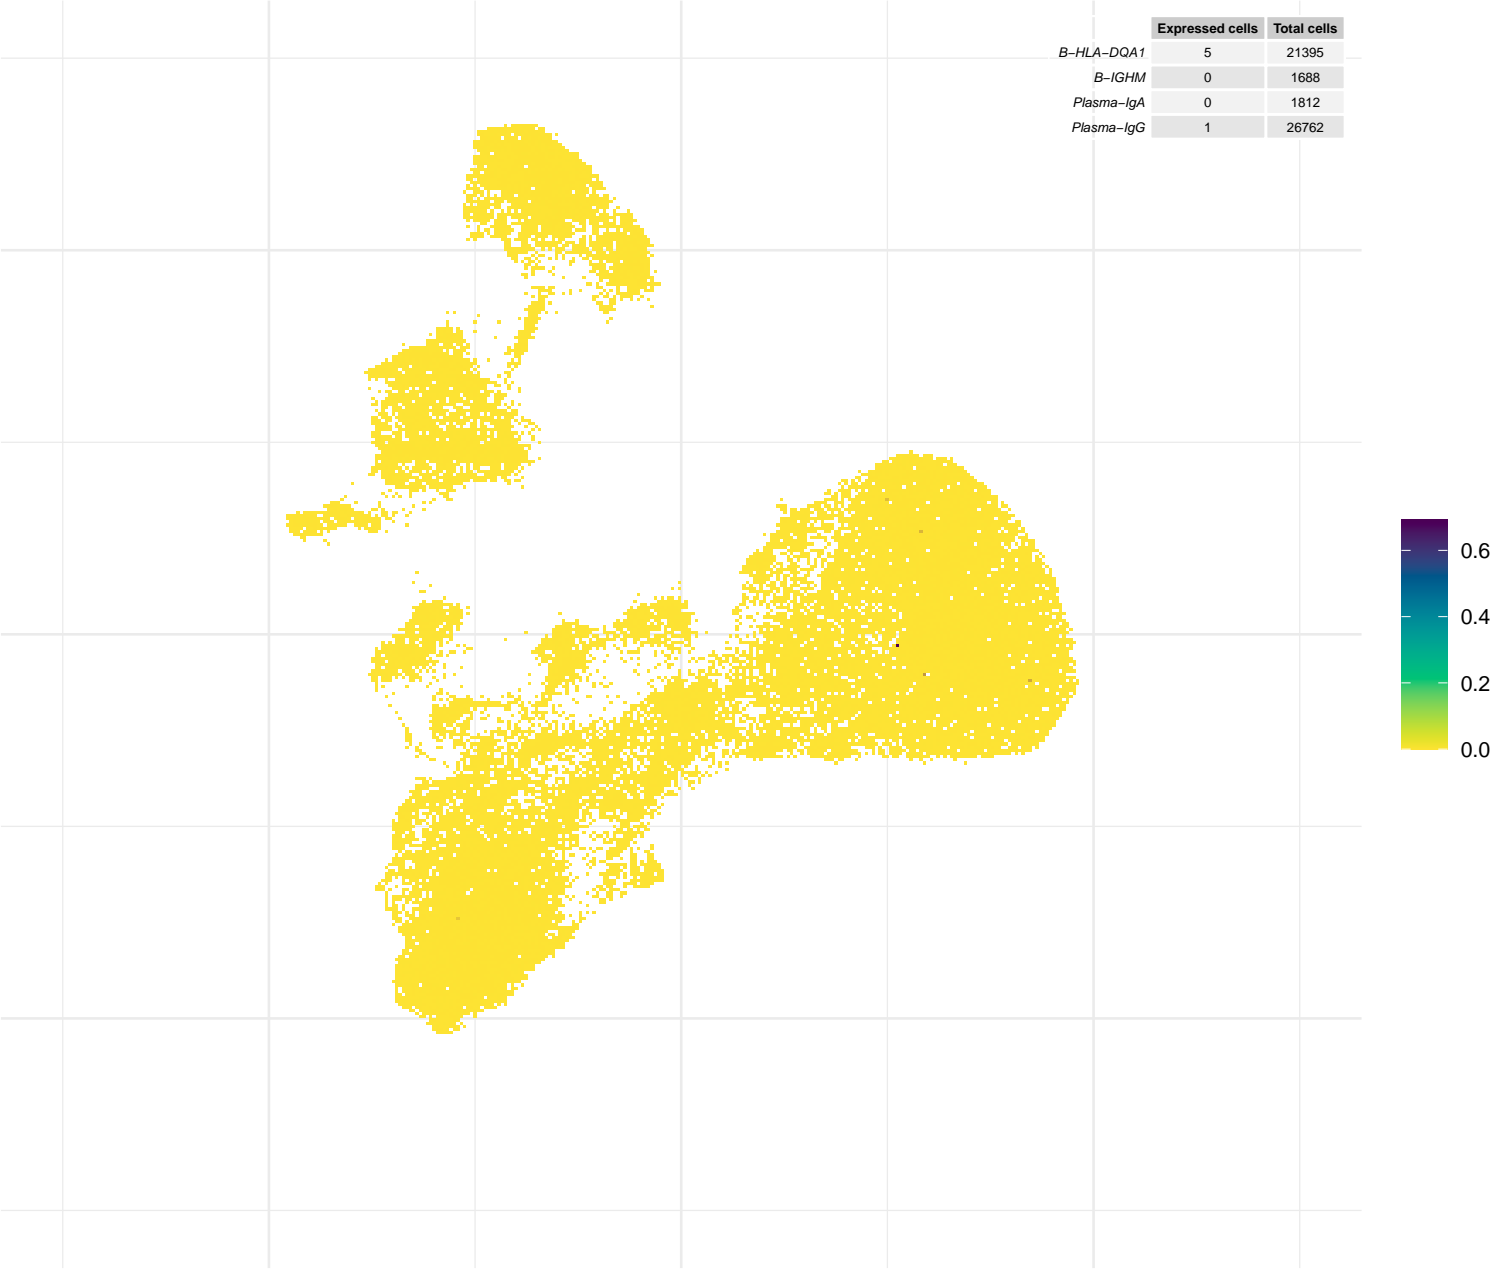 Expressed cells Total cells
B−HLA−DQA1 5 21395
B−IGHM 0 1688
Plasma−IgA 0 1812
Plasma−IgG 1 26762
0.6
0.4
0.2
0.0